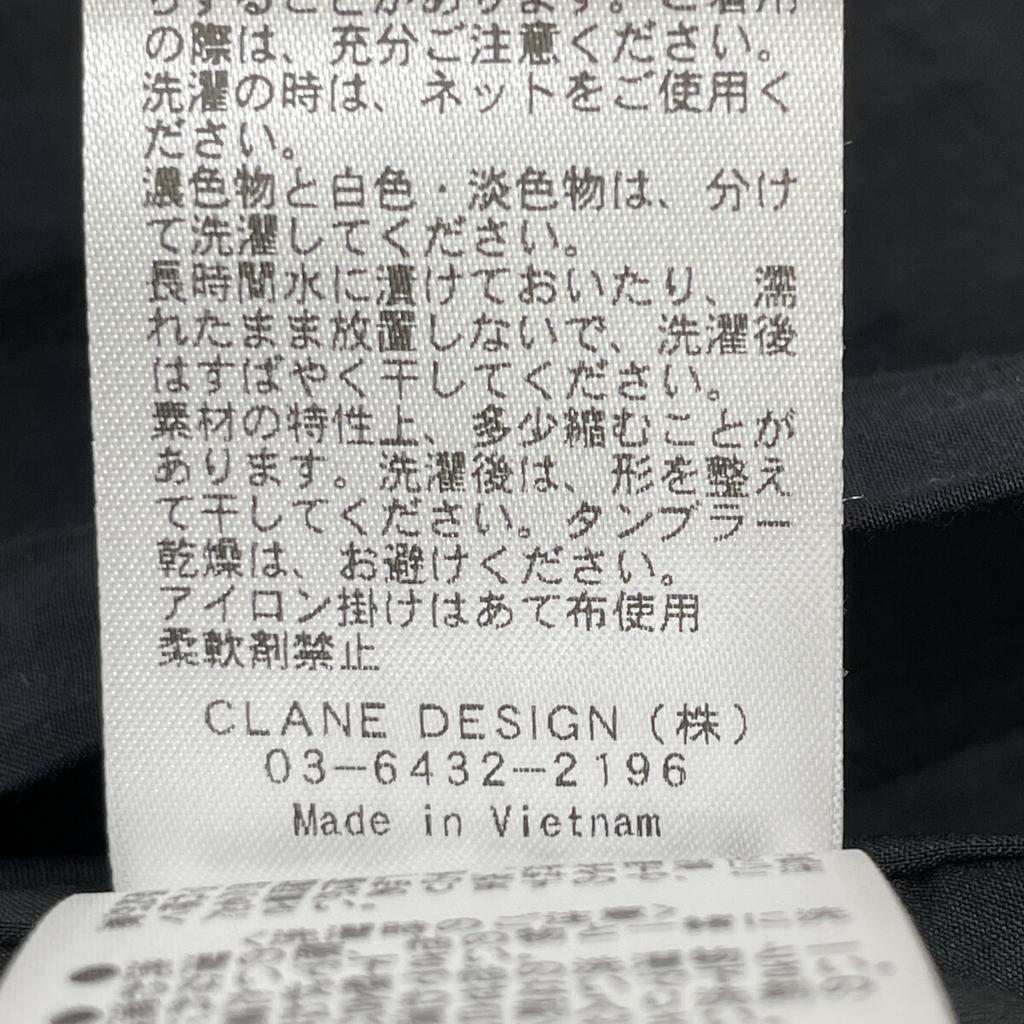 の際は、充分ご注意ください。
洗濯の時は、ネットをご使用く
ださい。
濃色物と白色・淡色物は、分け
て洗濯してください。
長時間水に漬けておいたり、濡
れたまま放置しないで、洗濯後
はすばやく干してください。
素材の特性上、多少縮むことが
あります。洗濯後は、形を整え
て干してください。タンブラー
乾燥は、お避けください。
アイロン掛けはあて布使用
柔軟剤禁止
CLANE DESIGN（株）
03-6432-2196
Made in Vietnam